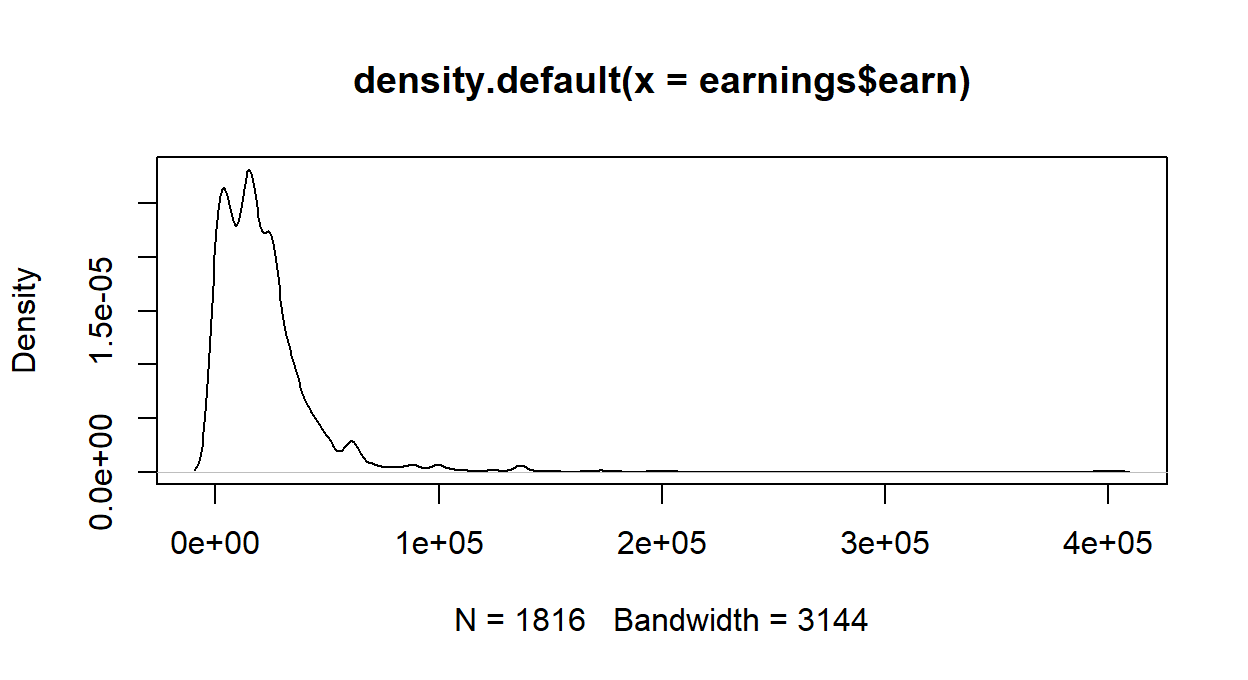 density.default(x = earnings$earn)
Density
0.0e+00 1.5e-05
0e+00 1e+05 2e+05 3e+05 4e+05
N = 1816 Bandwidth = 3144